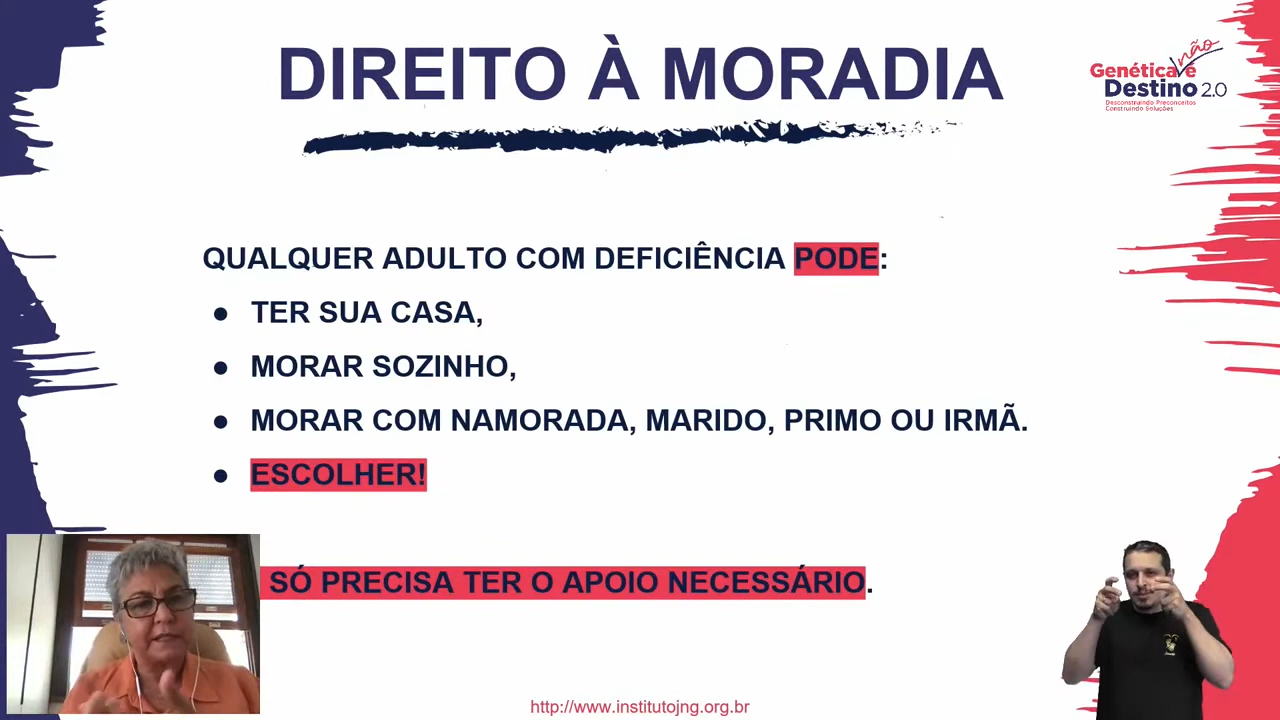 DIREITO À MORADIA
não
Genética é
Destino 2.0
Desconstruindo Preconceitos
Construindo Soluções
QUALQUER ADULTO COM DEFICIÊNCIA PODE:
● TER SUA CASA,
● MORAR SOZINHO,
● MORAR COM NAMORADA, MARIDO, PRIMO OU IRMÃ.
● ESCOLHER!
SÓ PRECISA TER O APOIO NECESSÁRIO.
http://www.institutojng.org.br